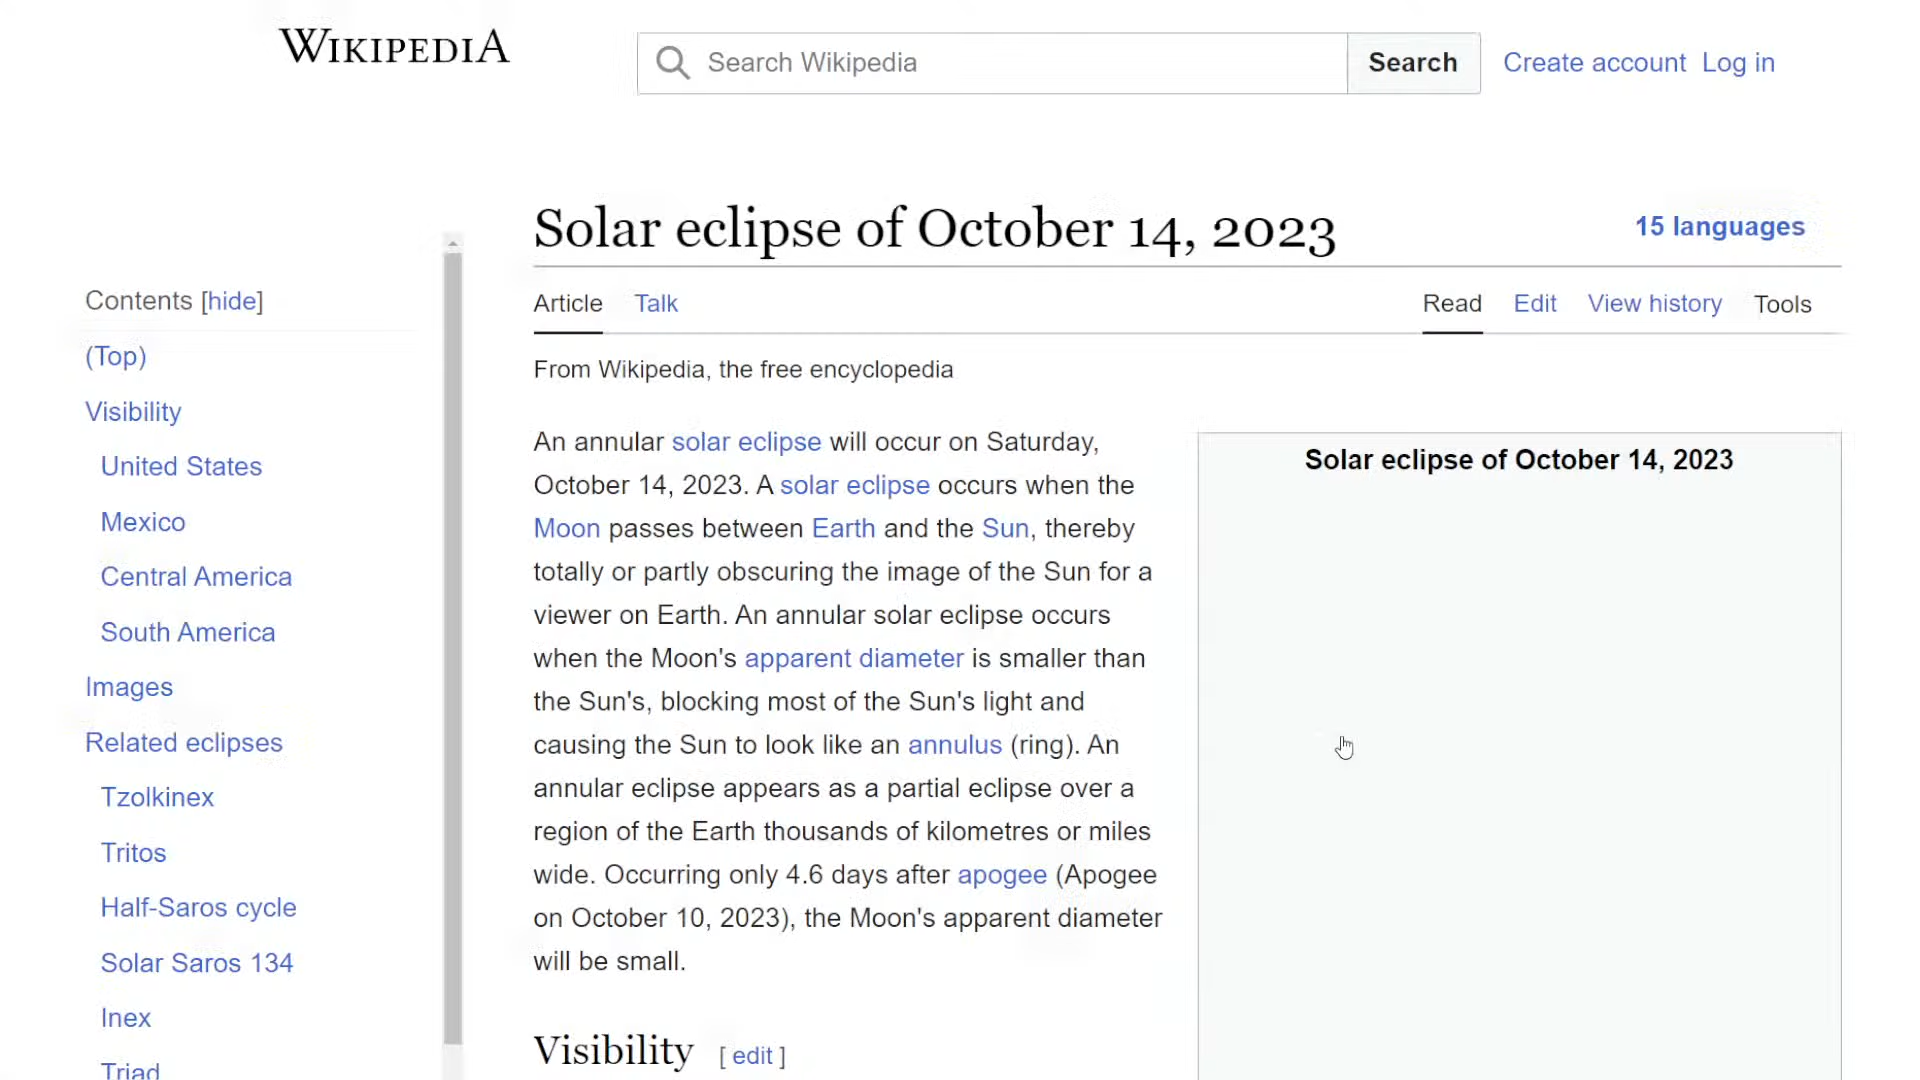 WIKIPEDIA
Search Wikipedia
Search
Create account Log in
Solar eclipse of October 14, 2023
15 languages
Contents [hide]
(Top)
Visibility
United States
Mexico
Central America
South America
Images
Related eclipses
Tzolkinex
Tritos
Half-Saros cycle
Solar Saros 134
Inex
Triad
Article Talk
Read Edit View history Tools
From Wikipedia, the free encyclopedia
An annular solar eclipse will occur on Saturday,
October 14, 2023. A solar eclipse occurs when the
Moon passes between Earth and the Sun, thereby
totally or partly obscuring the image of the Sun for a
viewer on Earth. An annular solar eclipse occurs
when the Moon's apparent diameter is smaller than
the Sun's, blocking most of the Sun's light and
causing the Sun to look like an annulus (ring). An
annular eclipse appears as a partial eclipse over a
region of the Earth thousands of kilometres or miles
wide. Occurring only 4.6 days after apogee (Apogee
on October 10, 2023), the Moon's apparent diameter
will be small.
Solar eclipse of October 14, 2023
Visibility [ edit ]